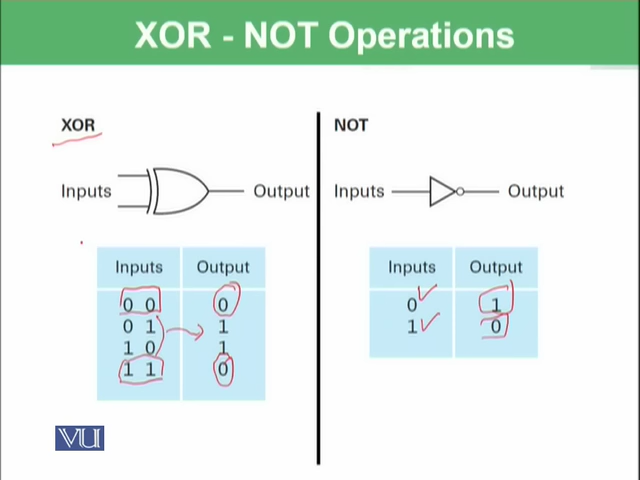 XOR - NOT Operations
XOR
Inputs
Output
Inputs Output
0 0 0
0 1 1
1 0 1
1 1 0
NOT
Inputs
Output
Inputs Output
0 1
1 0
VU